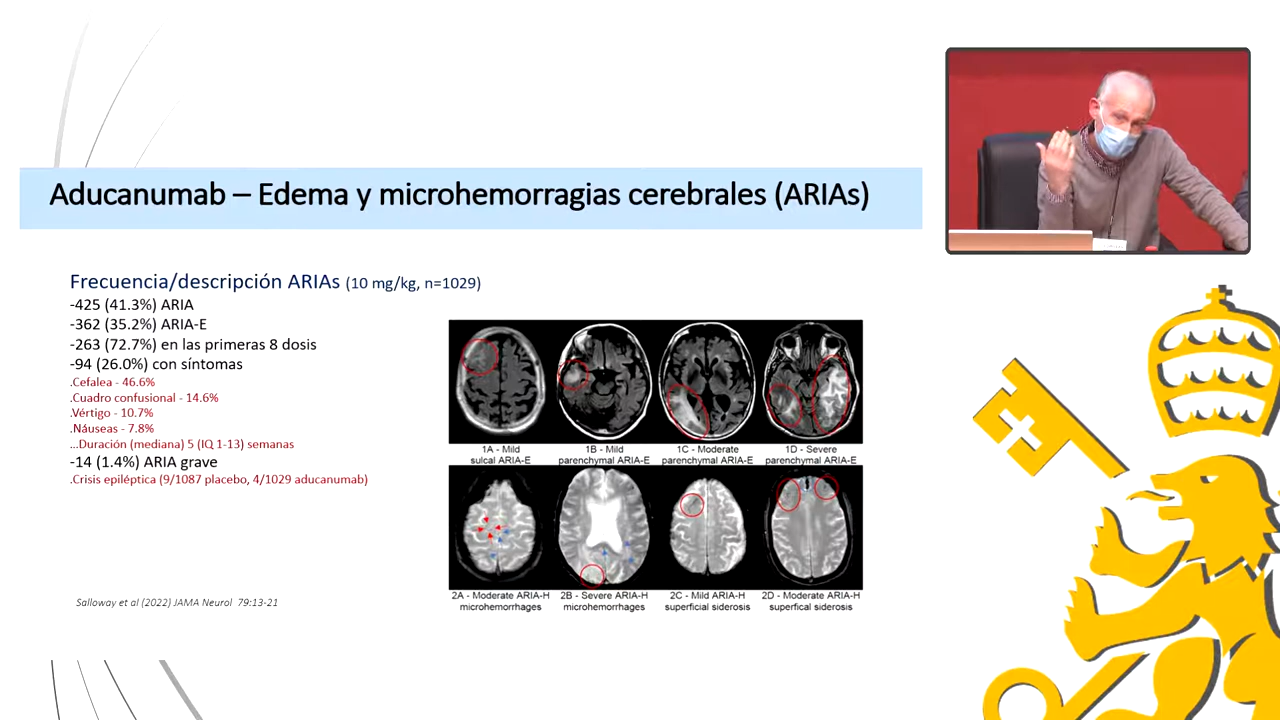 Aducanumab – Edema y microhemorragias cerebrales (ARIAs)
Frecuencia/descripción ARIAs (10 mg/kg, n=1029)
-425 (41.3%) ARIA
-362 (35.2%) ARIA-E
-263 (72.7%) en las primeras 8 dosis
-94 (26.0%) con síntomas
.Cefalea - 46.6%
.Cuadro confusional - 14.6%
.Vértigo - 10.7%
.Náuseas - 7.8%
...Duración (mediana) 5 (IQ 1-13) semanas
-14 (1.4%) ARIA grave
.Crisis epiléptica (9/1087 placebo, 4/1029 aducanumab)
1A - Mild
sulcal ARIA-E
1B - Mild
parenchymal ARIA-E
1C - Moderate
parenchymal ARIA-E
1D - Severe
parenchymal ARIA-E
2A - Moderate ARIA-H
microhemorrhages
2B - Severe ARIA-H
microhemorrhages
2C - Mild ARIA-H
superficial siderosis
2D - Moderate ARIA-H
superfical siderosis
Salloway et al (2022) JAMA Neurol 79:13-21